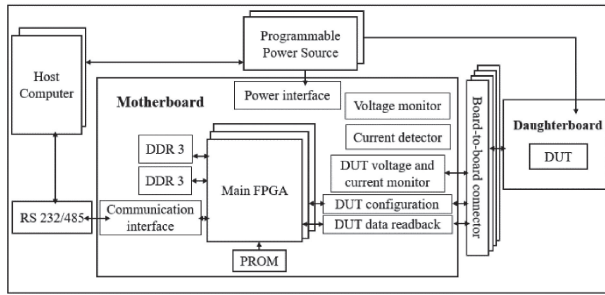 Programmable
Power Source
Host
Computer
Motherboard
Power interface
Voltage monitor
Current detector
DUT voltage and
current monitor
DDR 3
DDR 3
Main FPGA
DUT configuration
DUT data readback
Board-to-board connector
Daughterboard
DUT
RS 232/485
Communication
interface
PROM